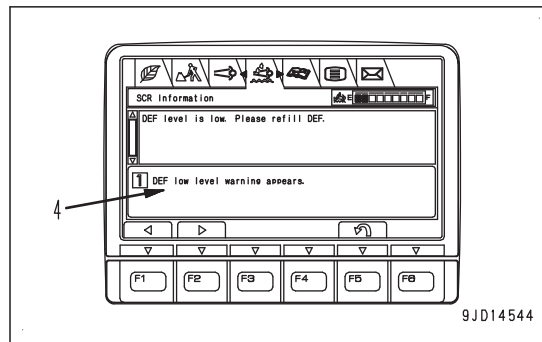 SCR Information
E F
DEF level is low. Please refill DEF.
1 DEF low level warning appears.
4
F1 F2 F3 F4 F5 F6
9JD14544